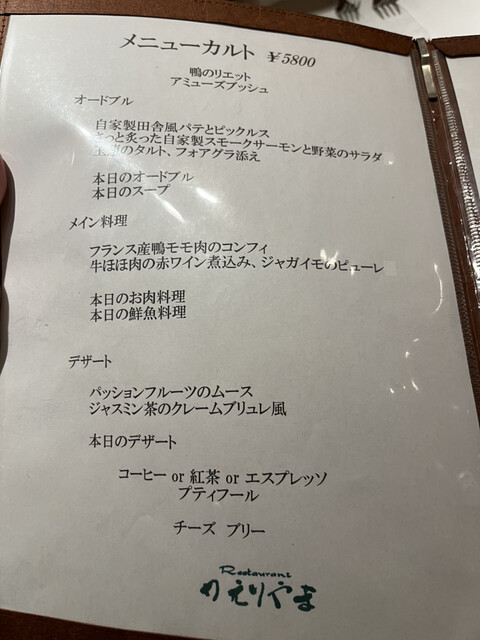 メニューカルト ￥5800
鴨のリエット
アミューズブッシュ
オードブル
自家製田舎風パテとピックルス
さっと炙った自家製スモークサーモンと野菜のサラダ
のタルト、フォアグラ添え
本日のオードブル
本日のスープ
メイン料理
フランス産鴨モモ肉のコンフィ
牛ほほ肉の赤ワイン煮込み、ジャガイモのピューレ
本日のお肉料理
本日の鮮魚料理
デザート
パッションフルーツのムース
ジャスミン茶のクレームブリュレ風
本日のデザート
コーヒー or 紅茶 or エスプレッソ
プティフール
チーズ ブリー
Restaurant
りえりやま